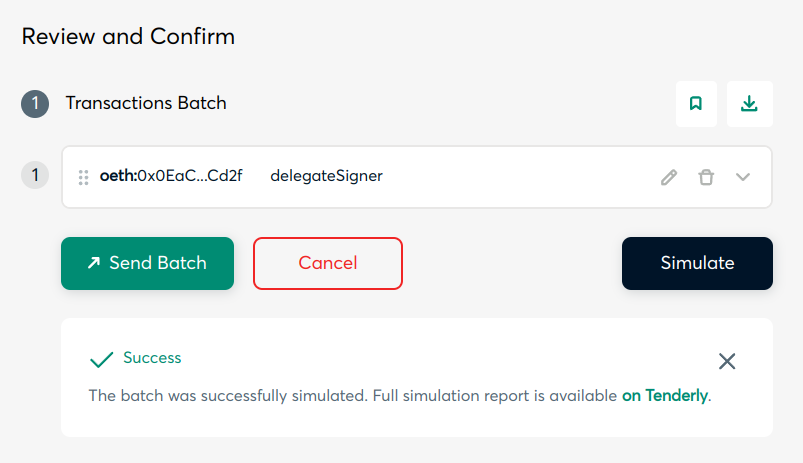 Review and Confirm
1 Transactions Batch
1 oeth:0x0EaC...Cd2f delegateSigner
Send Batch Cancel Simulate
Success
The batch was successfully simulated. Full simulation report is available on Tenderly.